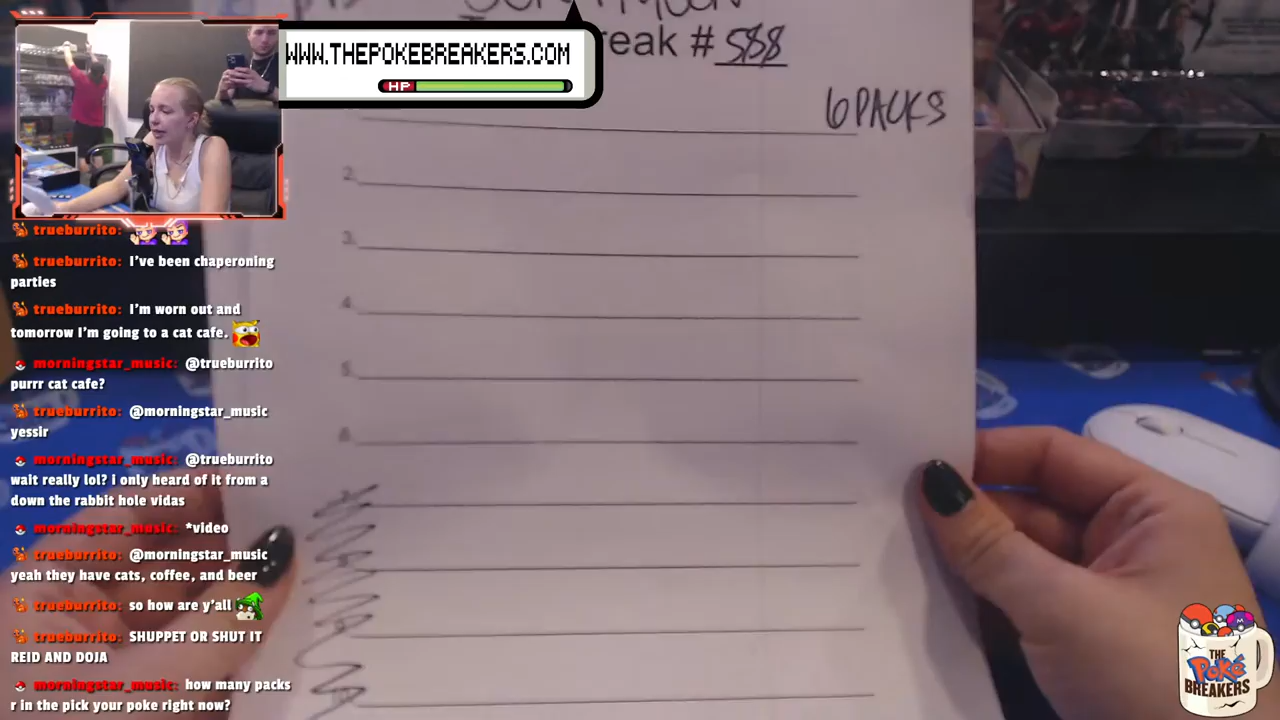 WWW.THEPOKEBREAKERS.COM
HP
reak # 588
6 PACKS
2.
3.
4.
5.
6.
trueburrito:
trueburrito: I've been chaperoning
parties
trueburrito: I'm worn out and
tomorrow I'm going to a cat cafe.
morningstar_music: @trueburrito
purrr cat cafe?
trueburrito: @morningstar_music
yessir
morningstar_music: @trueburrito
wait really lol? i only heard of it from a
down the rabbit hole vidas
morningstar_music: *video
trueburrito: @morningstar_music
yeah they have cats, coffee, and beer
trueburrito: so how are y'all
trueburrito: SHUPPET OR SHUT IT
REID AND DOJA
morningstar_music: how many packs
r in the pick your poke right now?
THE
Poké
BREAKERS